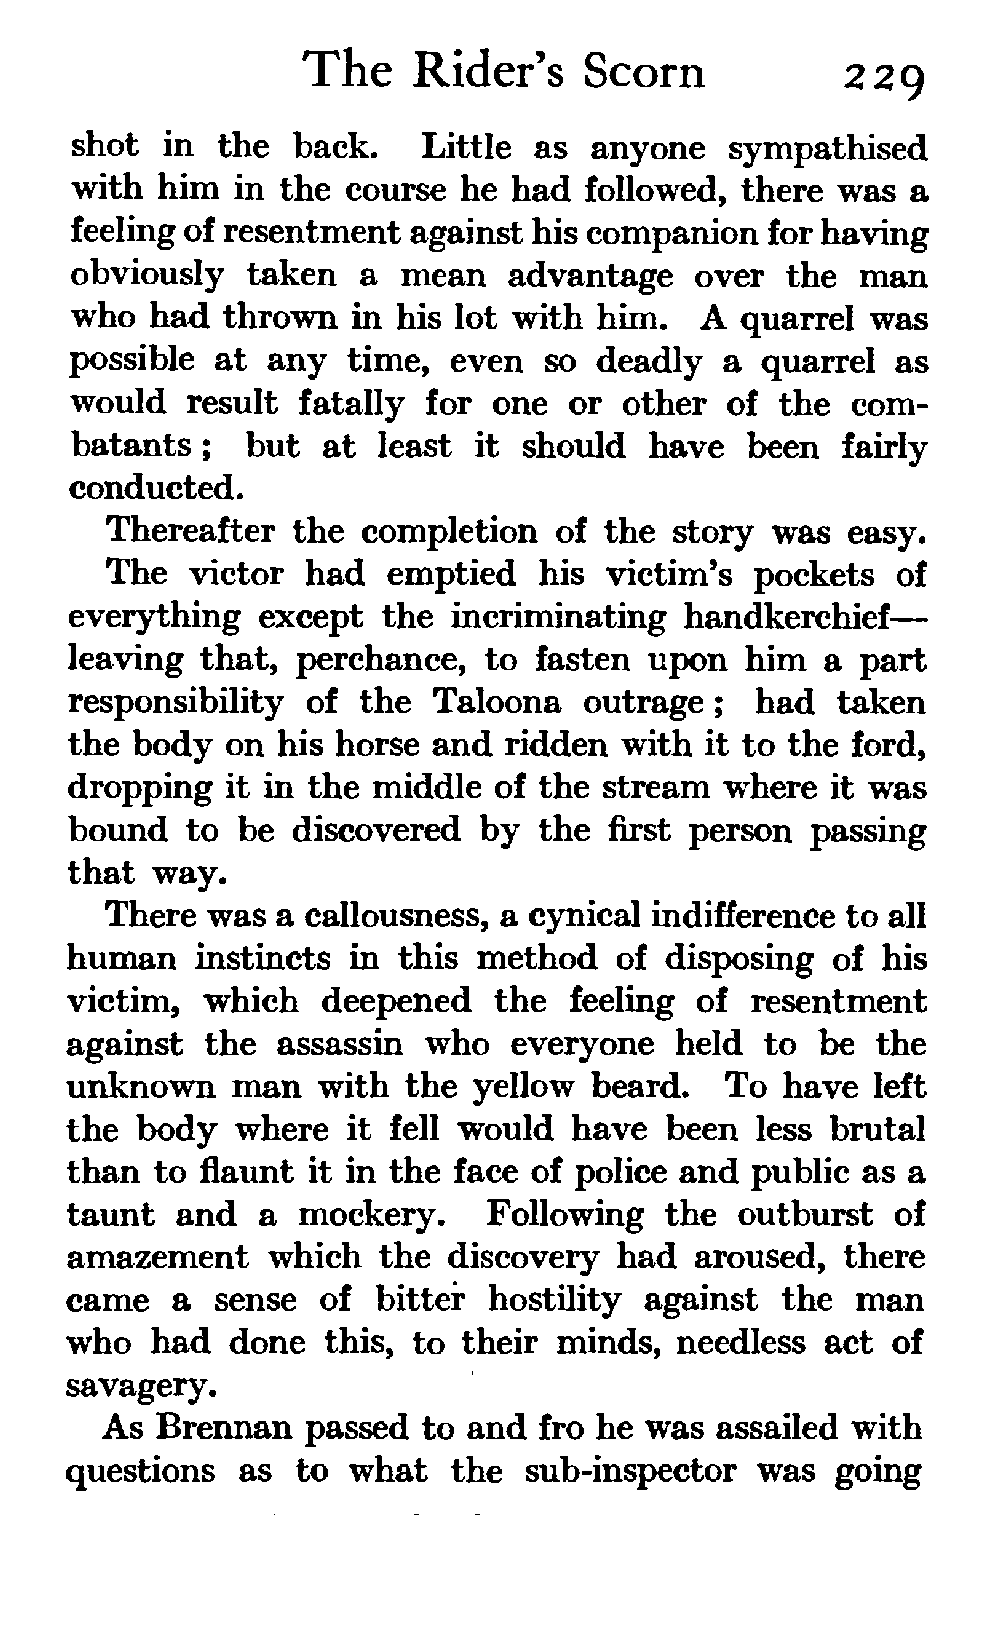 The Rider's Scorn 229
shot in the back. Little as anyone sympathised
with him in the course he had followed, there was a
feeling of resentment against his companion for having
obviously taken a mean advantage over the man
who had thrown in his lot with him. A quarrel was
possible at any time, even so deadly a quarrel as
would result fatally for one or other of the com-
batants ; but at least it should have been fairly
conducted.
Thereafter the completion of the story was easy.
The victor had emptied his victim's pockets of
everything except the incriminating handkerchief—
leaving that, perchance, to fasten upon him a part
responsibility of the Taloona outrage ; had taken
the body on his horse and ridden with it to the ford,
dropping it in the middle of the stream where it was
bound to be discovered by the first person passing
that way.
There was a callousness, a cynical indifference to all
human instincts in this method of disposing of his
victim, which deepened the feeling of resentment
against the assassin who everyone held to be the
unknown man with the yellow beard. To have left
the body where it fell would have been less brutal
than to flaunt it in the face of police and public as a
taunt and a mockery. Following the outburst of
amazement which the discovery had aroused, there
came a sense of bitter hostility against the man
who had done this, to their minds, needless act of
savagery.
As Brennan passed to and fro he was assailed with
questions as to what the sub-inspector was going